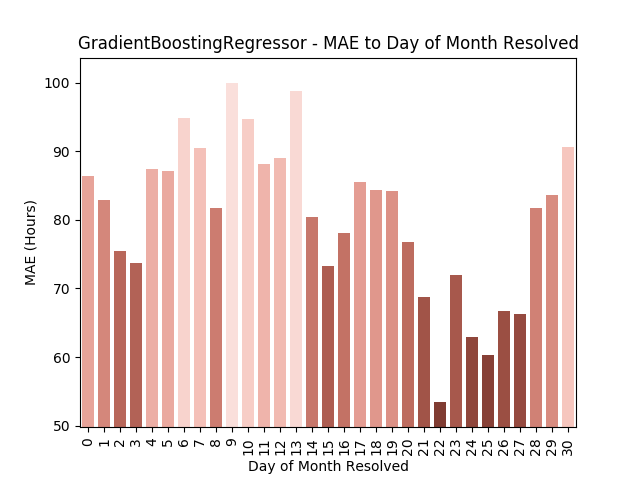 GradientBoostingRegressor - MAE to Day of Month Resolved
MAE (Hours)
100
90
80
70
60
50
0 1 2 3 4 5 6 7 8 9 10 11 12 13 14 15 16 17 18 19 20 21 22 23 24 25 26 27 28 29 30
Day of Month Resolved